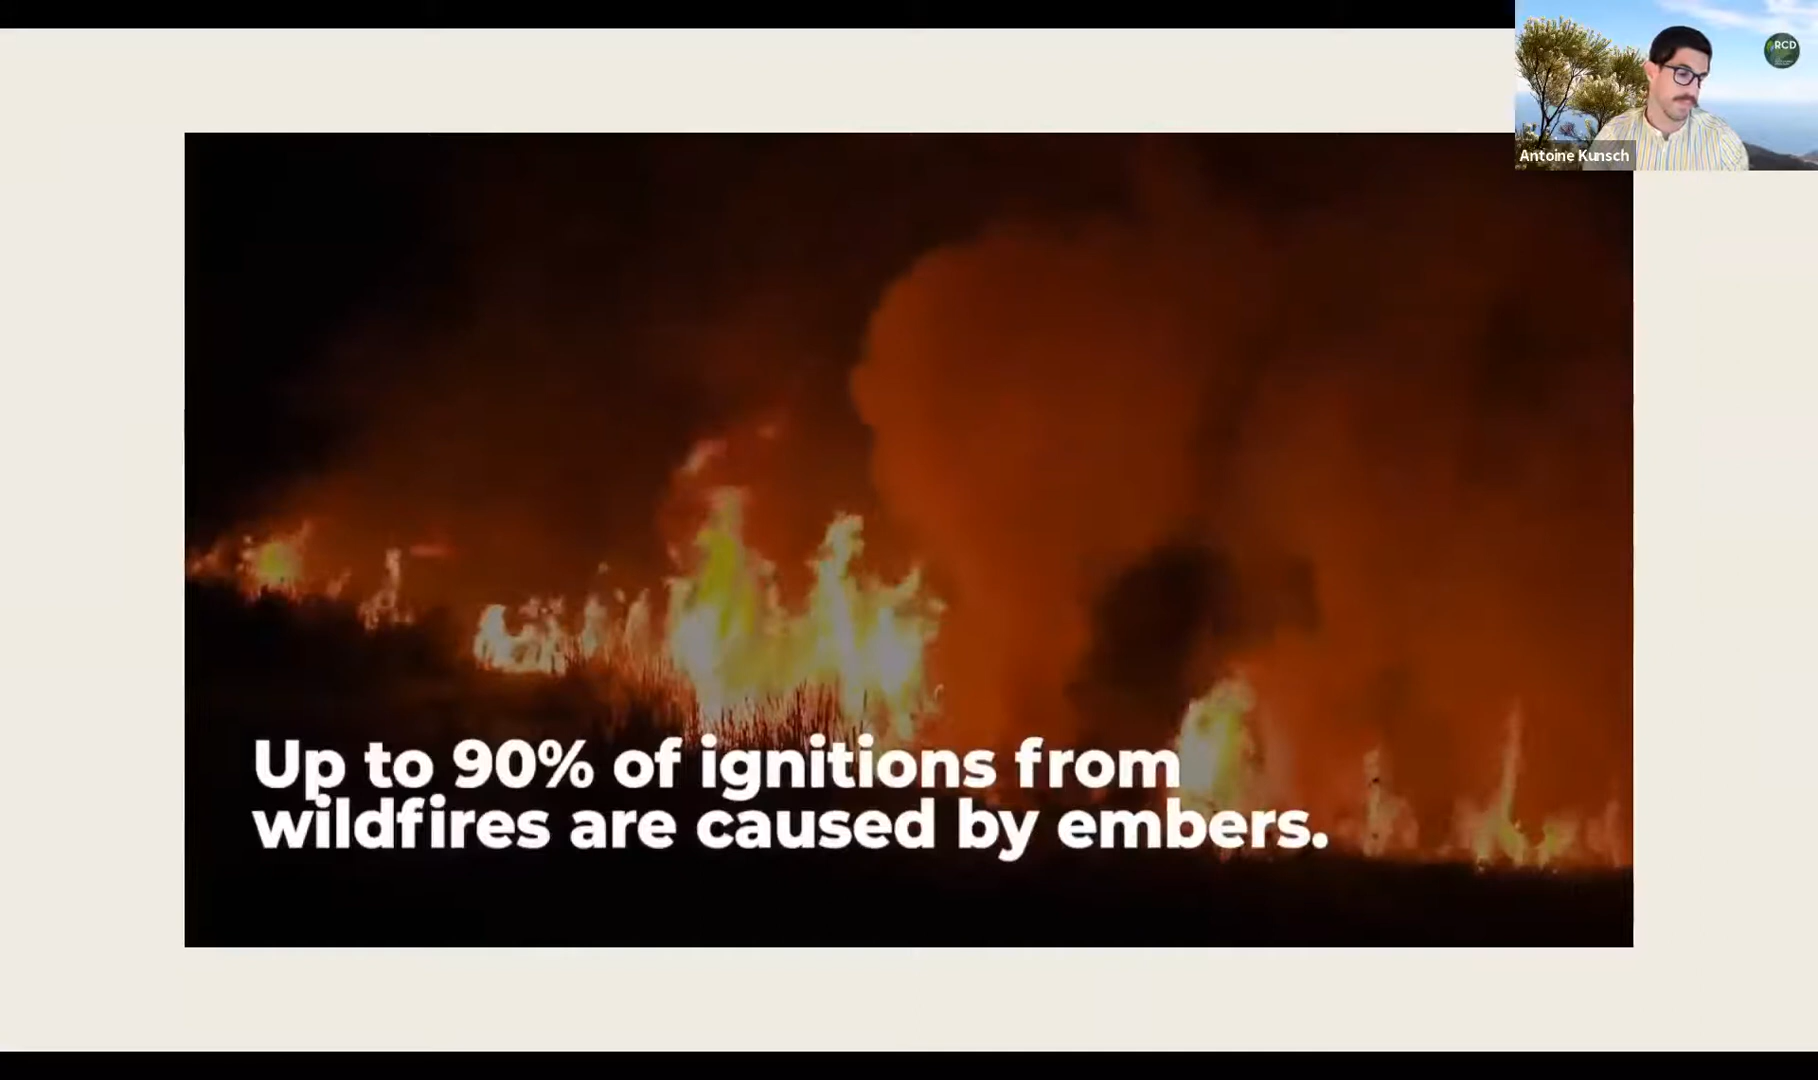 RCD
Antoine Kunsch
Up to 90% of ignitions from
wildfires are caused by embers.